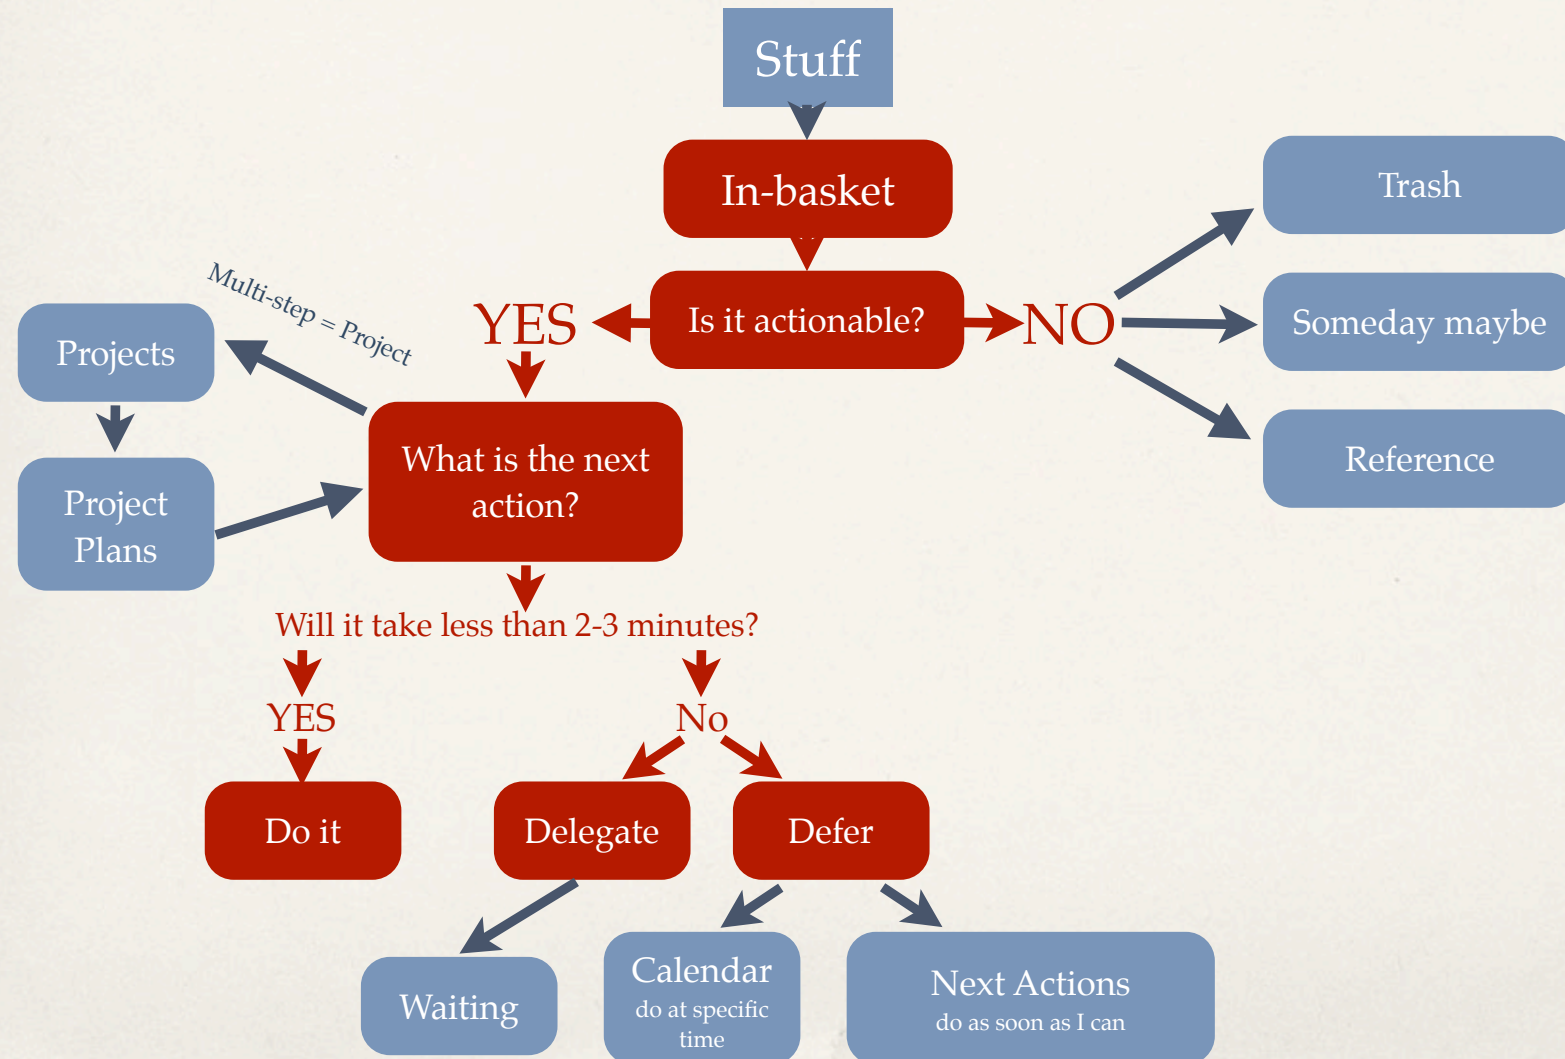 Stuff
In-basket
Trash
Is it actionable?
YES
NO
Someday maybe
Multi-step = Project
Projects
What is the next
action?
Reference
Project
Plans
Will it take less than 2-3 minutes?
YES
No
Do it
Delegate
Defer
Waiting
Calendar
do at specific
time
Next Actions
do as soon as I can